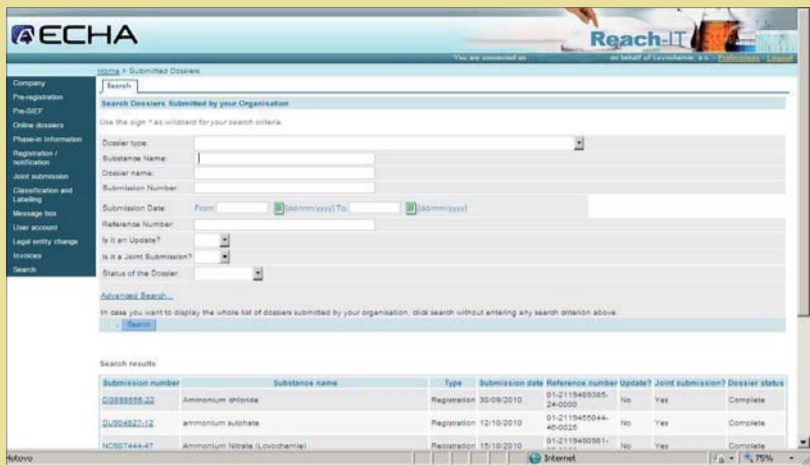 ECHA
Reach-IT
You are connected as on behalf of Lovochemie, a.s. - Preferences - Logout
Home > Submitted Dossiers
Company
Pre-registration
Pre-SIEF
Online dossiers
Phase-in Information
Registration / notification
Joint submission
Classification and Labelling
Message box
User account
Legal entity change
Invoices
Search
Search
Search Dossiers Submitted by your Organisation
Use the sign * as wildcard for your search criteria.
Dossier type:
Substance Name:
Dossier name:
Submission Number:
Submission Date: From: [dd/mm/yyyy] To: [dd/mm/yyyy]
Reference Number:
Is it an Update?
Is it a Joint Submission?
Status of the Dossier:
Advanced Search...
In case you want to display the whole list of dossiers submitted by your organisation, click search without entering any search criterion above.
Search
Search results
Submission number Substance name Type Submission date Reference number Update? Joint submission? Dossier status
Ammonium chloride Registration 30/09/2010 No Yes Complete
ammonium sulphate Registration 12/10/2010 No Yes Complete
Ammonium Nitrate (Lovochemie) Registration 15/10/2010 No Yes Complete
Hotovo Internet 75%